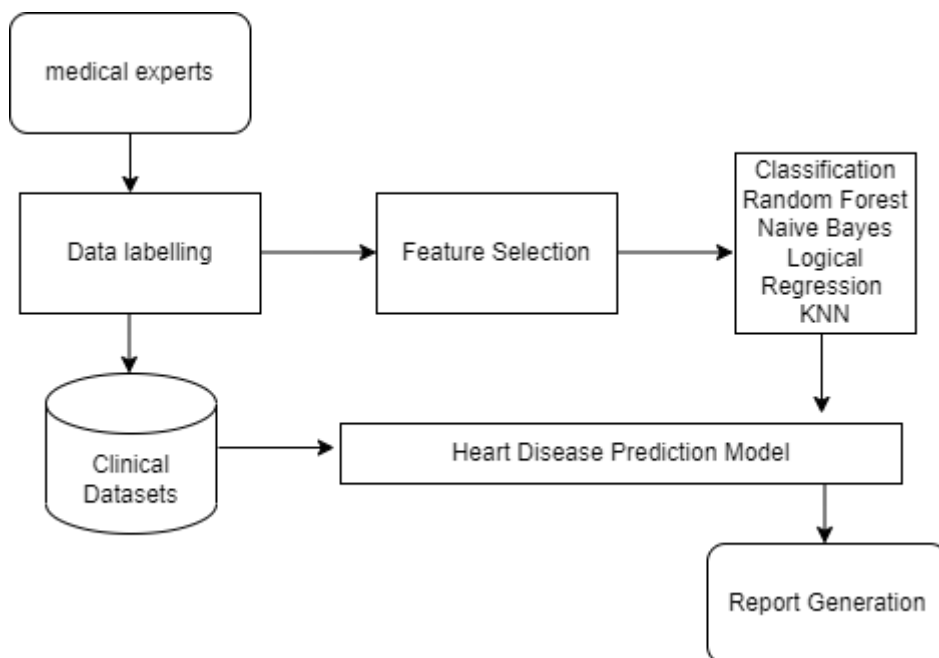 medical experts
Data labelling
Feature Selection
Classification
Random Forest
Naive Bayes
Logical
Regression
KNN
Clinical
Datasets
Heart Disease Prediction Model
Report Generation